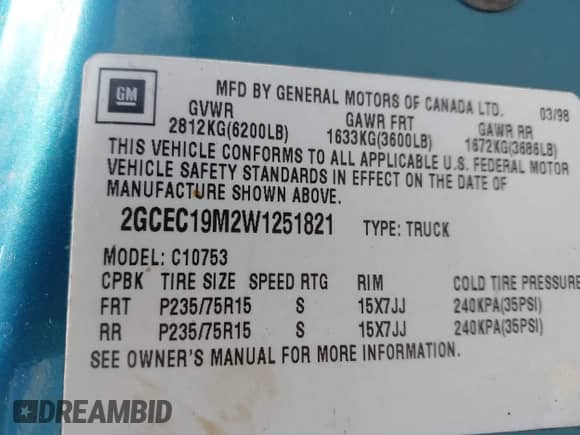 GM
MFD BY GENERAL MOTORS OF CANADA LTD. 03/98
GVWR GAWR FRT GAWR RR
2812KG(6200LB) 1633KG(3600LB) 1672KG(3686LB)
THIS VEHICLE CONFORMS TO ALL APPLICABLE U.S. FEDERAL MOTOR
VEHICLE SAFETY STANDARDS IN EFFECT ON THE DATE OF
MANUFACTURE SHOWN ABOVE.
2GCEC19M2W1251821 TYPE: TRUCK
MODEL: C10753
CPBK TIRE SIZE SPEED RTG RIM COLD TIRE PRESSURE
FRT P235/75R15 S 15X7JJ 240KPA(35PSI)
RR P235/75R15 S 15X7JJ 240KPA(35PSI)
SEE OWNER'S MANUAL FOR MORE INFORMATION.
DREAMBID